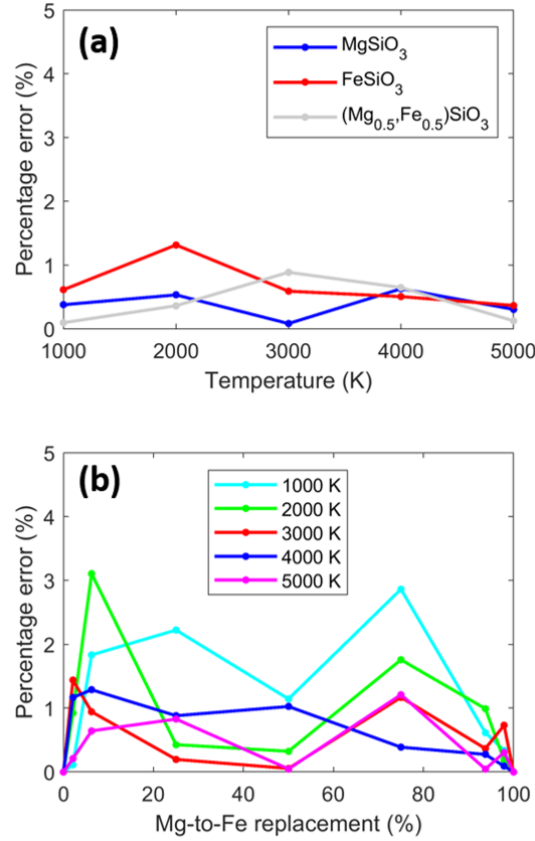 (a)
MgSiO3
FeSiO3
(Mg0.5,Fe0.5)SiO3
Percentage error (%)
5
4
3
2
1
0
1000 2000 3000 4000 5000
Temperature (K)
(b)
1000 K
2000 K
3000 K
4000 K
5000 K
Percentage error (%)
5
4
3
2
1
0
0 20 40 60 80 100
Mg-to-Fe replacement (%)